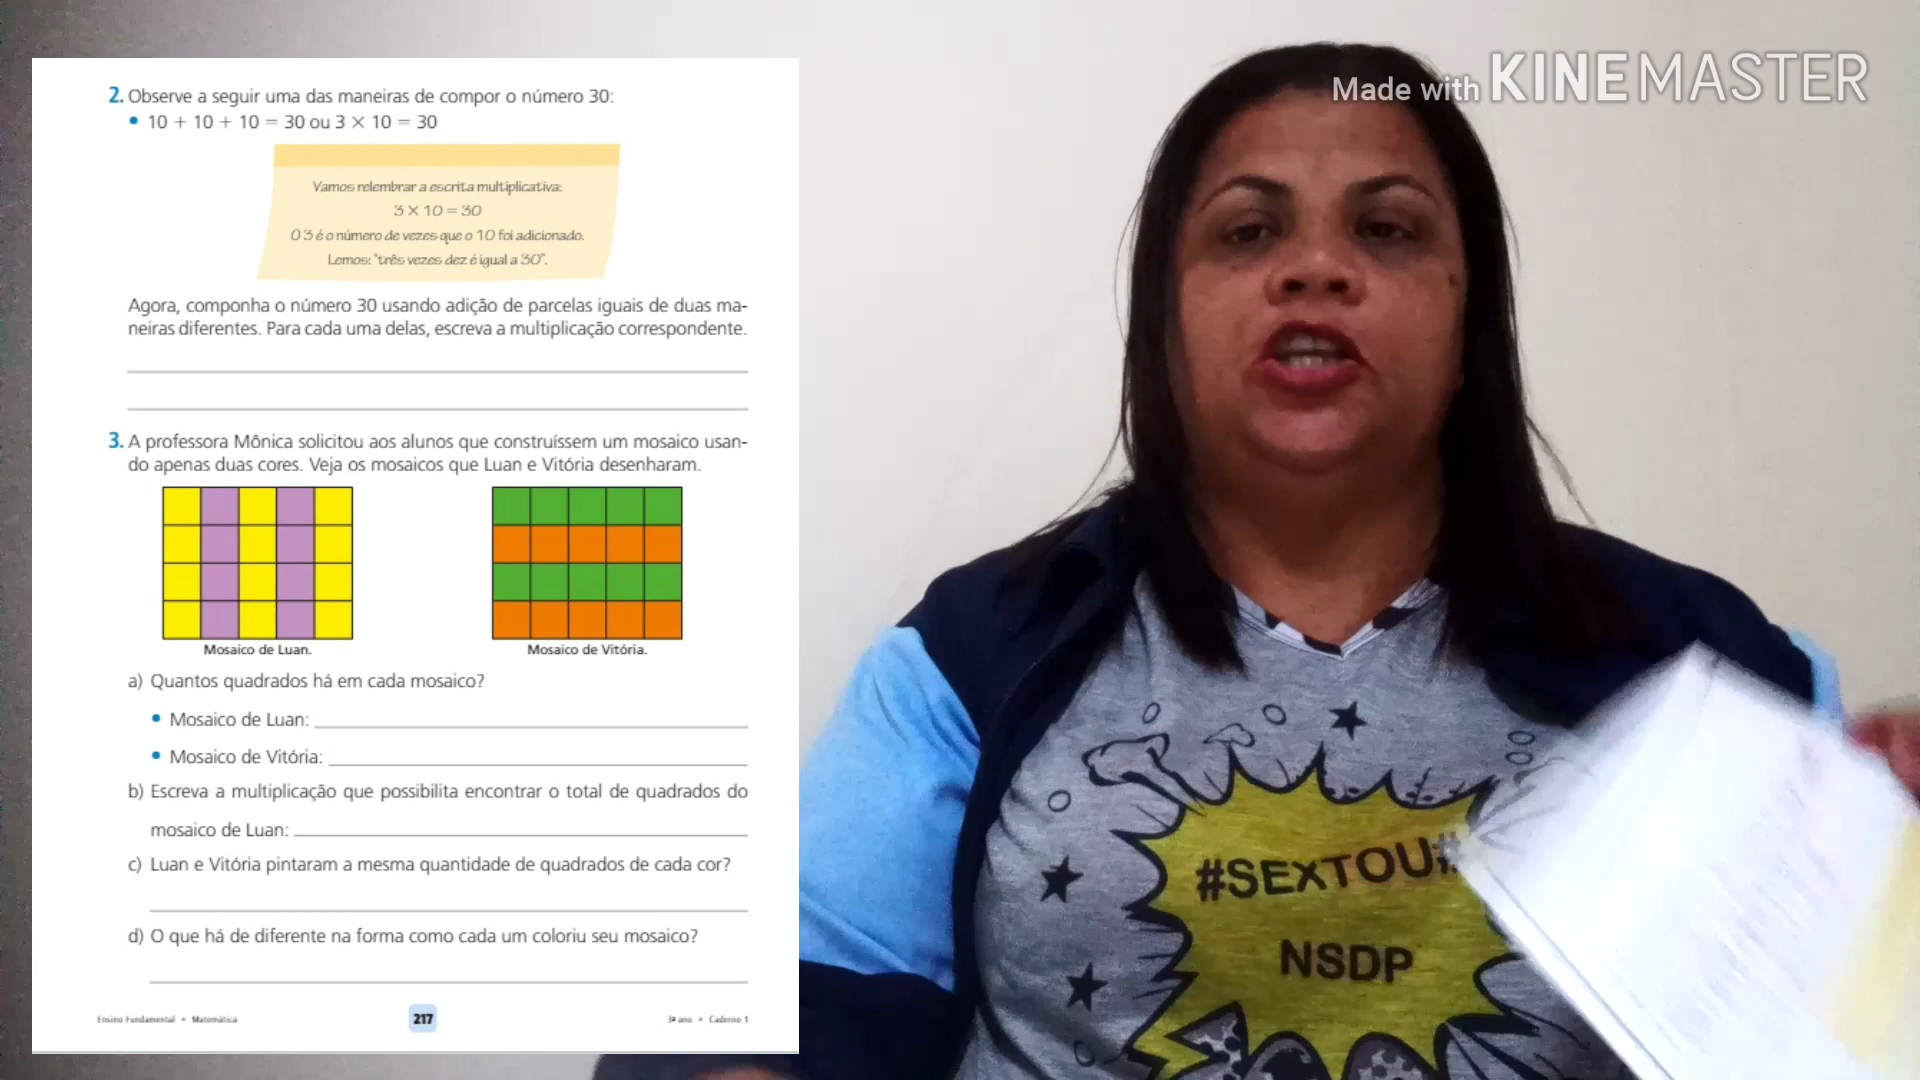 2. Observe a seguir uma das maneiras de compor o número 30:
• 10 + 10 + 10 = 30 ou 3 × 10 = 30
Vamos relembrar a escrita multiplicativa:
3 × 10 = 30
O 3 é o número de vezes que o 10 foi adicionado.
Lemos: "três vezes dez é igual a 30".
Agora, componha o número 30 usando adição de parcelas iguais de duas ma-
neiras diferentes. Para cada uma delas, escreva a multiplicação correspondente.
3. A professora Mônica solicitou aos alunos que construíssem um mosaico usan-
do apenas duas cores. Veja os mosaicos que Luan e Vitória desenharam.
Mosaico de Luan.
Mosaico de Vitória.
a) Quantos quadrados há em cada mosaico?
• Mosaico de Luan:
• Mosaico de Vitória:
b) Escreva a multiplicação que possibilita encontrar o total de quadrados do
mosaico de Luan:
c) Luan e Vitória pintaram a mesma quantidade de quadrados de cada cor?
d) O que há de diferente na forma como cada um coloriu seu mosaico?
Ensino Fundamental • Matemática
217
3º ano • Caderno 1
Made with KINEMASTER
#SEXTOU#
NSDP